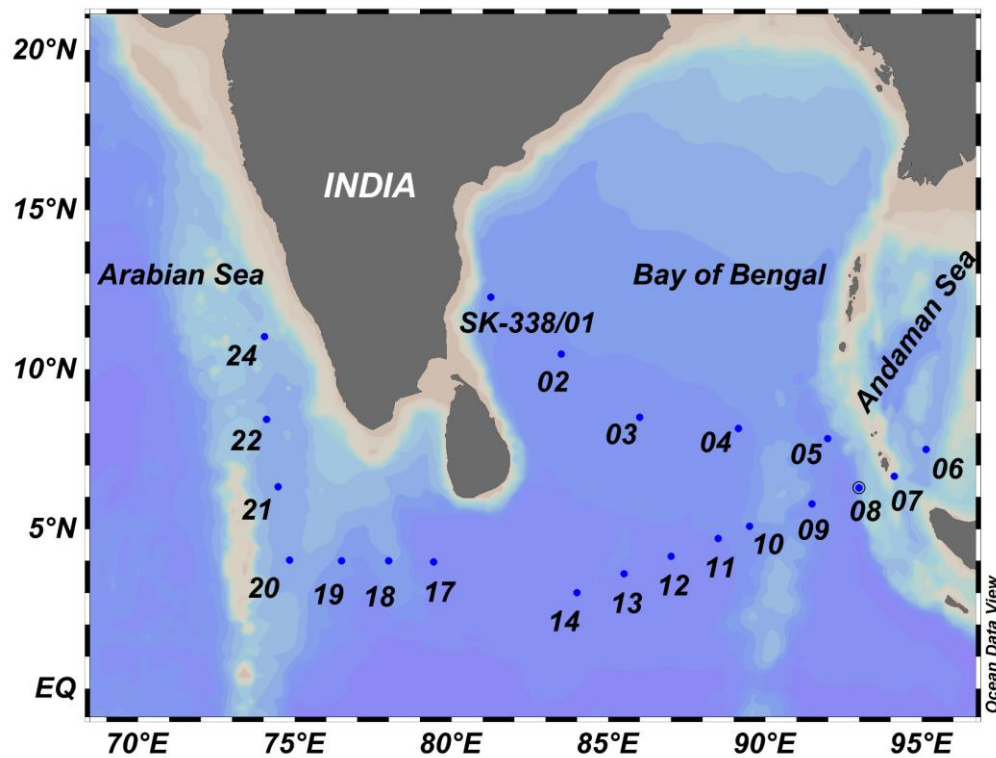 20°N
INDIA
15°N
Arabian Sea
Bay of Bengal
Andaman Sea
SK-338/01
24
10°N
02
22
03
04
05
06
07
08
21
5°N
09
10
11
12
20
19
18
17
13
14
EQ
Ocean Data View
70°E
75°E
80°E
85°E
90°E
95°E